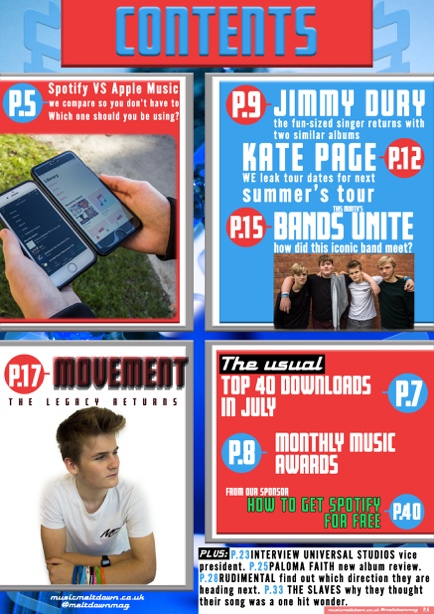 CONTENTS
P.5
Spotify VS Apple Music
we compare so you don't have to
Which one should you be using?
P.9
JIMMY DURY
the fun-sized singer returns with
two similar albums
KATE PAGE
P.12
WE leak tour dates for next
summer's tour
P.15
THIS MONTH'S
BANDS UNITE
how did this iconic band meet?
P.17
MOVEMENT
THE LEGACY RETURNS
musicmeltdown.co.uk
@meltdownmag
The usual
TOP 40 DOWNLOADS
IN JULY
P.7
P.8
MONTHLY MUSIC
AWARDS
FROM OUR SPONSOR
HOW TO GET SPOTIFY
FOR FREE
P.40
PLUS: P.23INTERVIEW UNIVERSAL STUDIOS vice
president. P.25PALOMA FAITH new album review.
P.28RUDIMENTAL find out which direction they are
heading next. P.33 THE SLAVES why they thought
their song was a one hit wonder.
musicmeltdown.co.uk @meltdownmag